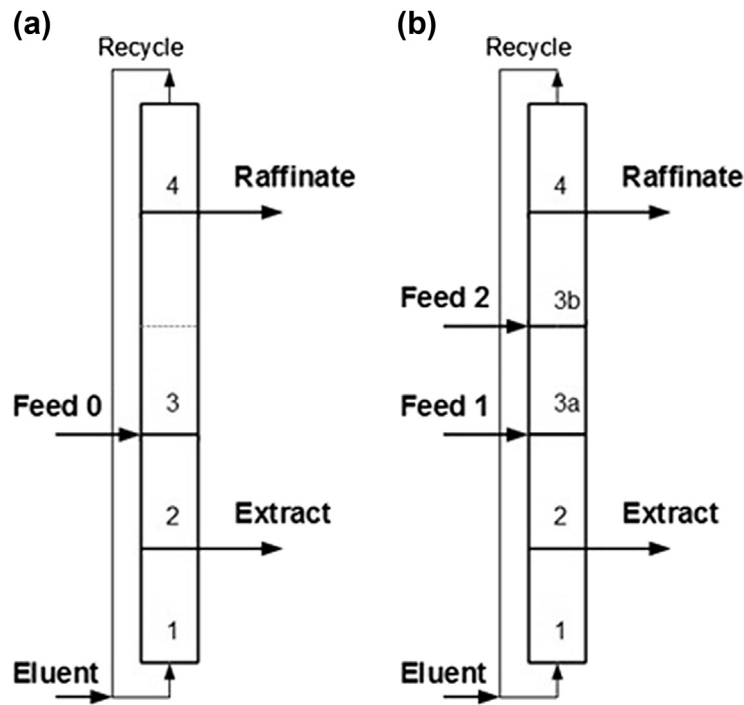 (a)
Recycle
4
Raffinate
Feed 0
3
2
Extract
1
Eluent
(b)
Recycle
4
Raffinate
Feed 2
3b
Feed 1
3a
2
Extract
1
Eluent